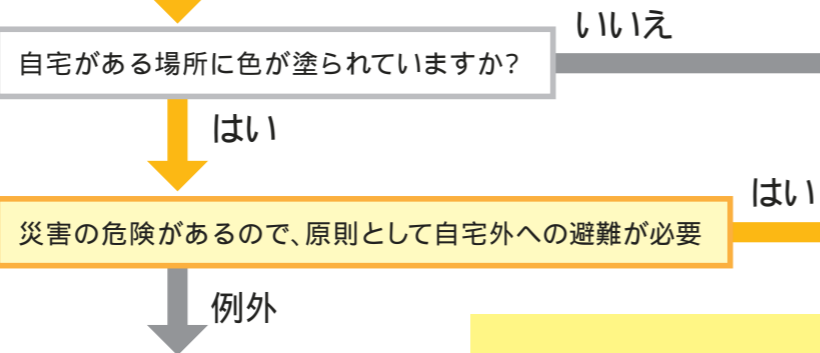 いいえ
自宅がある場所に色が塗られていますか?
はい
はい
災害の危険があるので、原則として自宅外への避難が必要
例外